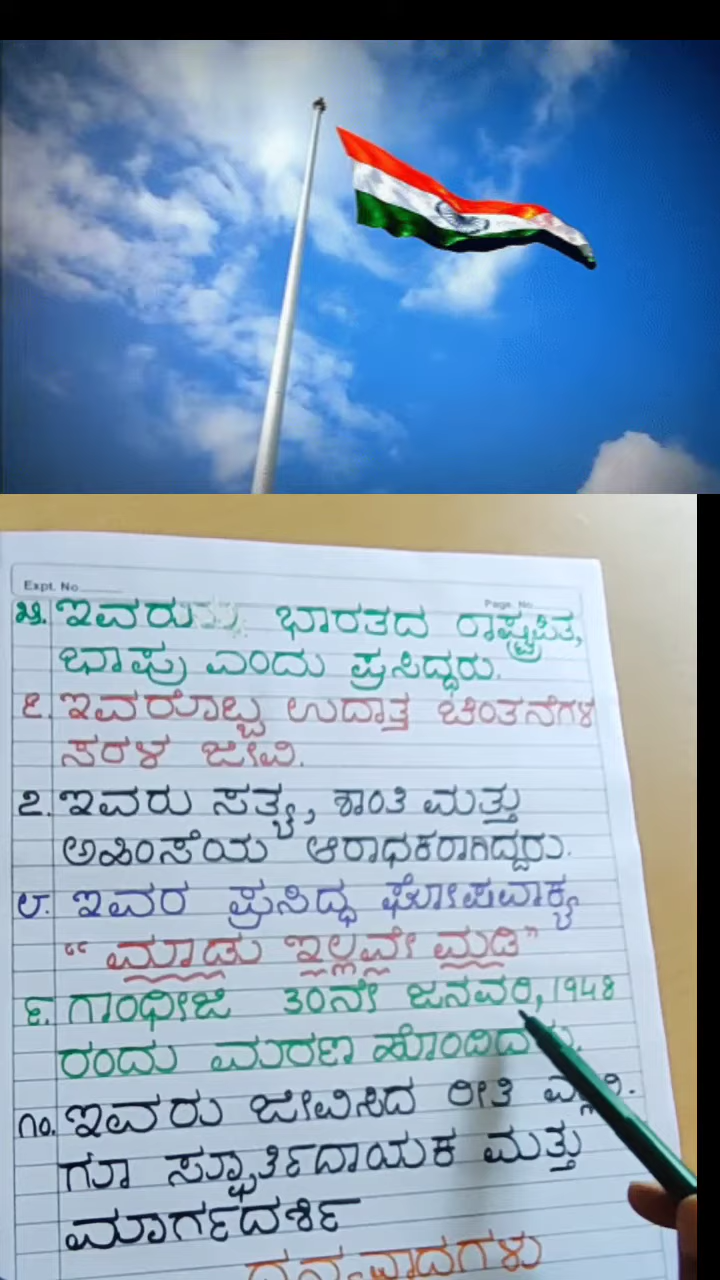 Expt. No
Page. No.
೫. ಇವರು ಭಾರತದ ರಾಷ್ಟ್ರಪಿತ,
ಬಾಪು ಎಂದು ಪ್ರಸಿದ್ಧರು.
೬. ಇವರೊಬ್ಬ ಉದಾತ್ತ ಚಿಂತನೆಗಳ
ಸರಳ ಜೀವಿ.
೭. ಇವರು ಸತ್ಯ, ಶಾಂತಿ ಮತ್ತು
ಅಹಿಂಸೆಯ ಆರಾಧಕರಾಗಿದ್ದರು.
೮. ಇವರ ಪ್ರಸಿದ್ಧ ಘೋಷವಾಕ್ಯ
“ ಮಾಡು ಇಲ್ಲವೇ ಮಡಿ”
೯. ಗಾಂಧೀಜಿ 30ನೇ ಜನವರಿ, 1948
ರಂದು ಮರಣ ಹೊಂದಿದರು.
೧೦. ಇವರು ಜೀವಿಸಿದ ರೀತಿ ಎಲ್ಲರಿ-
ಗೂ ಸ್ಫೂರ್ತಿದಾಯಕ ಮತ್ತು
ಮಾರ್ಗದರ್ಶಿ
ಧನ್ಯವಾದಗಳು